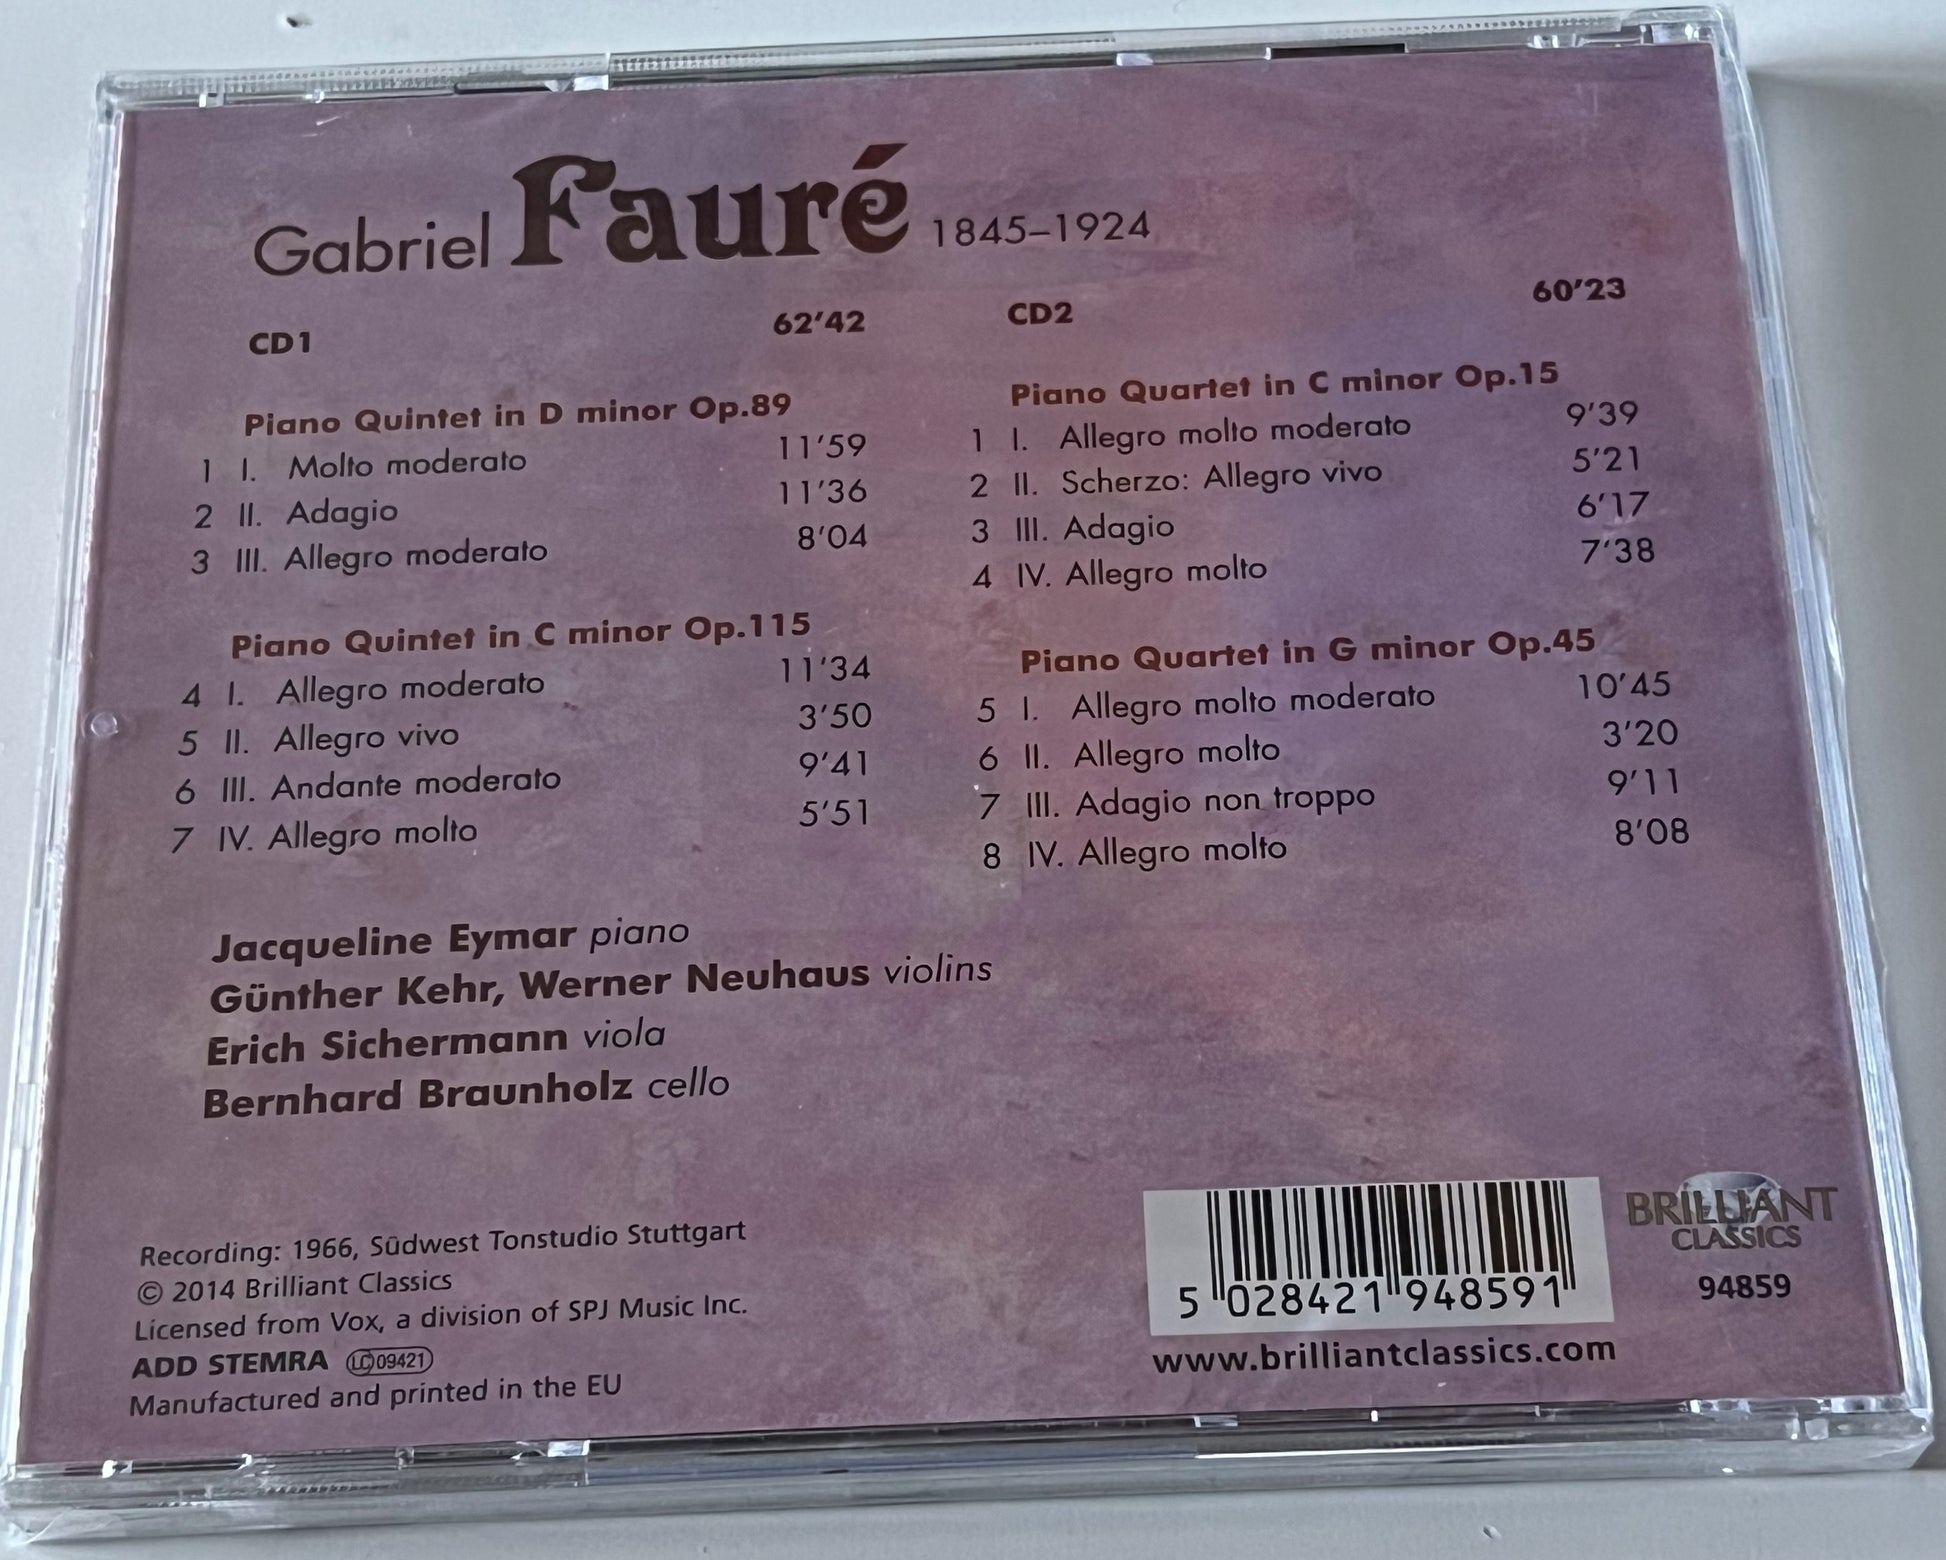 Gabriel Fauré 1845–1924
CD1 62'42
Piano Quintet in D minor Op.89
1 I. Molto moderato 11'59
2 II. Adagio 11'36
3 III. Allegro moderato 8'04
Piano Quintet in C minor Op.115
4 I. Allegro moderato 11'34
5 II. Allegro vivo 3'50
6 III. Andante moderato 9'41
7 IV. Allegro molto 5'51
CD2 60'23
Piano Quartet in C minor Op.15
1 I. Allegro molto moderato 9'39
2 II. Scherzo: Allegro vivo 5'21
3 III. Adagio 6'17
4 IV. Allegro molto 7'38
Piano Quartet in G minor Op.45
5 I. Allegro molto moderato 10'45
6 II. Allegro molto 3'20
7 III. Adagio non troppo 9'11
8 IV. Allegro molto 8'08
Jacqueline Eymar piano
Günther Kehr, Werner Neuhaus violins
Erich Sichermann viola
Bernhard Braunholz cello
Recording: 1966, Südwest Tonstudio Stuttgart
© 2014 Brilliant Classics
Licensed from Vox, a division of SPJ Music Inc.
ADD STEMRA LC 09421
Manufactured and printed in the EU
5 028421 948591
www.brilliantclassics.com
BRILLIANT
CLASSICS
94859